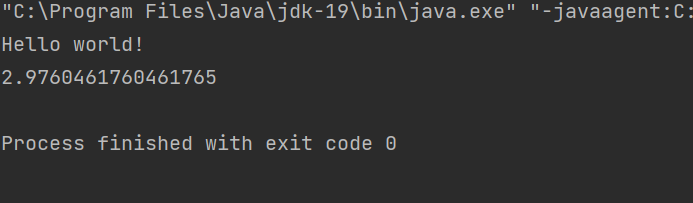 "C:\Program Files\Java\jdk-19\bin\java.exe" "-javaagent:C:
Hello world!
2.9760461760461765
Process finished with exit code 0